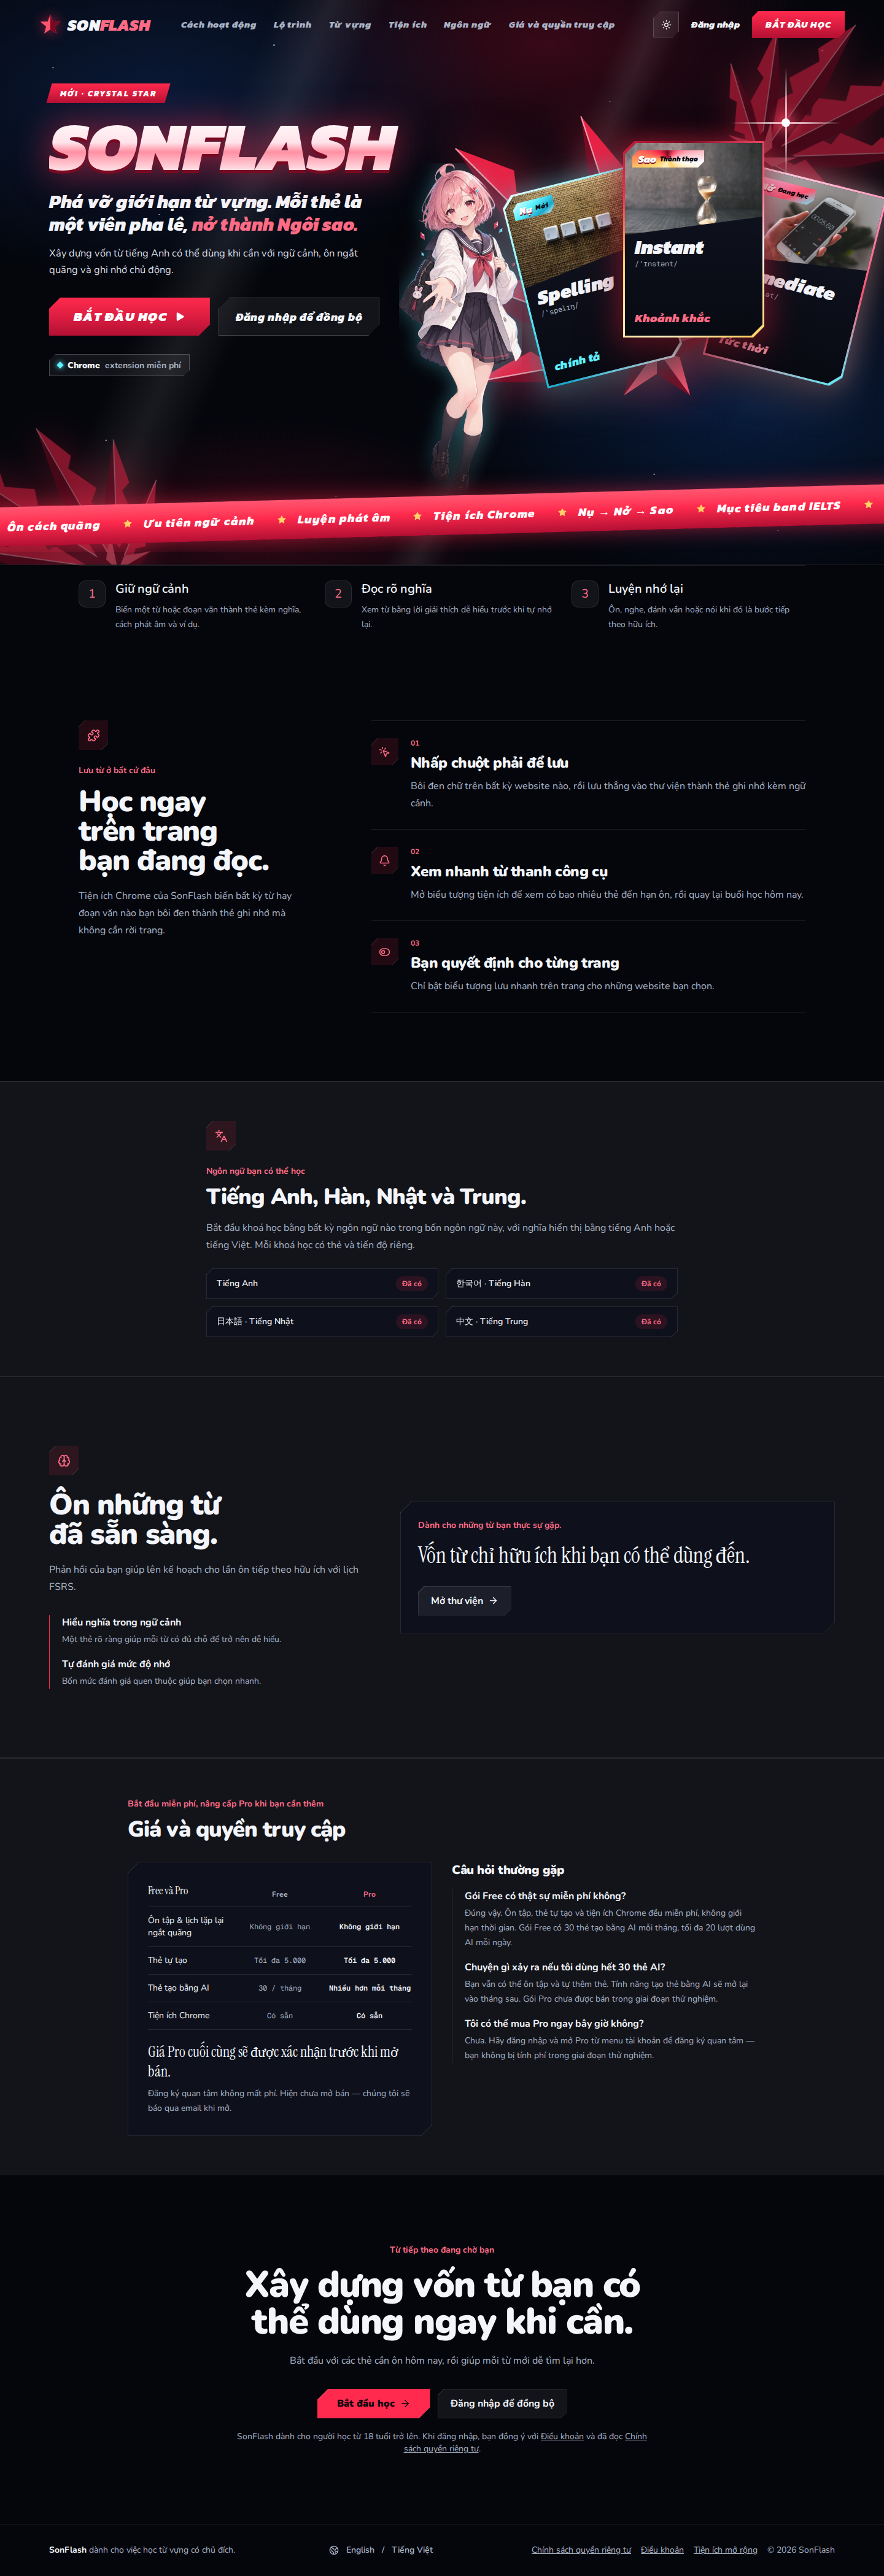 SONFLASH
Cách hoạt động
Lộ trình
Từ vựng
Tiện ích
Ngôn ngữ
Giá và quyền truy cập
Đăng nhập
BẮT ĐẦU HỌC
MỚI · CRYSTAL STAR
SONFLASH
Phá vỡ giới hạn từ vựng. Mỗi thẻ là
một viên pha lê, nở thành Ngôi sao.
Xây dựng vốn từ tiếng Anh có thể dùng khi cần với ngữ cảnh, ôn ngắt
quãng và ghi nhớ chủ động.
BẮT ĐẦU HỌC
Đăng nhập để đồng bộ
Chrome extension miễn phí
Nụ Mới
Spelling
/ˈspelɪŋ/
chính tả
Sao Thành thạo
Instant
/ˈɪnstənt/
Khoảnh khắc
Đang học
mediate
tức thời
Ôn cách quãng
Ưu tiên ngữ cảnh
Luyện phát âm
Tiện ích Chrome
Nụ → Nở → Sao
Mục tiêu band IELTS
1
Giữ ngữ cảnh
Biến một từ hoặc đoạn văn thành thẻ kèm nghĩa,
cách phát âm và ví dụ.
2
Đọc rõ nghĩa
Xem từ bằng lời giải thích dễ hiểu trước khi tự nhớ
lại.
3
Luyện nhớ lại
Ôn, nghe, đánh vần hoặc nói khi đó là bước tiếp
theo hữu ích.
Lưu từ ở bất cứ đâu
Học ngay
trên trang
bạn đang đọc.
Tiện ích Chrome của SonFlash biến bất kỳ từ hay
đoạn văn nào bạn bôi đen thành thẻ ghi nhớ mà
không cần rời trang.
01
Nhấp chuột phải để lưu
Bôi đen chữ trên bất kỳ website nào, rồi lưu thẳng vào thư viện thành thẻ ghi nhớ kèm ngữ
cảnh.
02
Xem nhanh từ thanh công cụ
Mở biểu tượng tiện ích để xem có bao nhiêu thẻ đến hạn ôn, rồi quay lại buổi học hôm nay.
03
Bạn quyết định cho từng trang
Chỉ bật biểu tượng lưu nhanh trên trang cho những website bạn chọn.
Ngôn ngữ bạn có thể học
Tiếng Anh, Hàn, Nhật và Trung.
Bắt đầu khoá học bằng bất kỳ ngôn ngữ nào trong bốn ngôn ngữ này, với nghĩa hiển thị bằng tiếng Anh hoặc
tiếng Việt. Mỗi khoá học có thẻ và tiến độ riêng.
Tiếng Anh
Đã có
한국어 · Tiếng Hàn
Đã có
日本語 · Tiếng Nhật
Đã có
中文 · Tiếng Trung
Đã có
Ôn những từ
đã sẵn sàng.
Phản hồi của bạn giúp lên kế hoạch cho lần ôn tiếp theo hữu ích với lịch
FSRS.
Hiểu nghĩa trong ngữ cảnh
Một thẻ rõ ràng giúp mỗi từ có đủ chỗ để trở nên dễ hiểu.
Tự đánh giá mức độ nhớ
Bốn mức đánh giá quen thuộc giúp bạn chọn nhanh.
Dành cho những từ bạn thực sự gặp.
Vốn từ chỉ hữu ích khi bạn có thể dùng đến.
Mở thư viện
Bắt đầu miễn phí, nâng cấp Pro khi bạn cần thêm
Giá và quyền truy cập
Free và Pro
Free
Pro
Ôn tập & lịch lặp lại
ngắt quãng
Không giới hạn
Không giới hạn
Thẻ tự tạo
Tối đa 5.000
Tối đa 5.000
Thẻ tạo bằng AI
30 / tháng
Nhiều hơn mỗi tháng
Tiện ích Chrome
Có sẵn
Có sẵn
Giá Pro cuối cùng sẽ được xác nhận trước khi mở
bán.
Đăng ký quan tâm không mất phí. Hiện chưa mở bán — chúng tôi sẽ
báo qua email khi mở.
Câu hỏi thường gặp
Gói Free có thật sự miễn phí không?
Đúng vậy. Ôn tập, thẻ tự tạo và tiện ích Chrome đều miễn phí, không giới
hạn thời gian. Gói Free có 30 thẻ tạo bằng AI mỗi tháng, tối đa 20 lượt dùng
AI mỗi ngày.
Chuyện gì xảy ra nếu tôi dùng hết 30 thẻ AI?
Bạn vẫn có thể ôn tập và tự thêm thẻ. Tính năng tạo thẻ bằng AI sẽ mở lại
vào tháng sau. Gói Pro chưa được bán trong giai đoạn thử nghiệm.
Tôi có thể mua Pro ngay bây giờ không?
Chưa. Hãy đăng nhập và mở Pro từ menu tài khoản để đăng ký quan tâm —
bạn không bị tính phí trong giai đoạn thử nghiệm.
Từ tiếp theo đang chờ bạn
Xây dựng vốn từ bạn có
thể dùng ngay khi cần.
Bắt đầu với các thẻ cần ôn hôm nay, rồi giúp mỗi từ mới dễ tìm lại hơn.
Bắt đầu học
Đăng nhập để đồng bộ
SonFlash dành cho người học từ 18 tuổi trở lên. Khi đăng nhập, bạn đồng ý với Điều khoản và đã đọc Chính
sách quyền riêng tư.
SonFlash dành cho việc học từ vựng có chủ đích.
English / Tiếng Việt
Chính sách quyền riêng tư
Điều khoản
Tiện ích mở rộng
© 2026 SonFlash